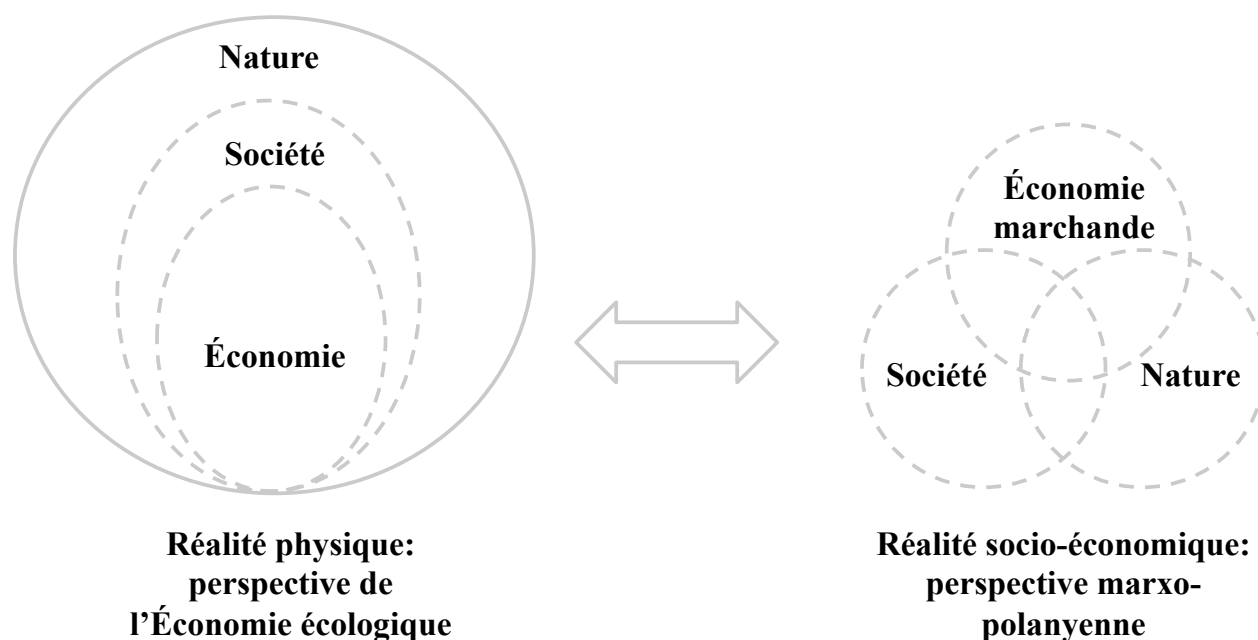 Nature
Société
Économie
Réalité physique:
perspective de
l’Économie écologique
Économie
marchande
Société
Nature
Réalité socio-économique:
perspective marxo-
polanyenne